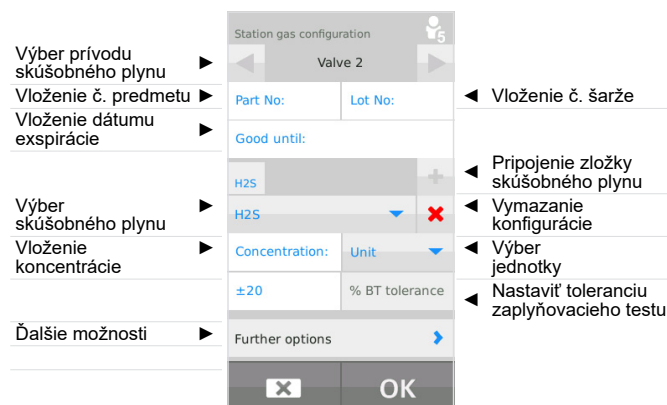 Station gas configuration
5
Výber prívodu
skúšobného plynu ►
Valve 2
Vloženie č. predmetu ►
Part No:
Lot No:
◄ Vloženie č. šarže
Vloženie dátumu
exspirácie ►
Good until:
H2S
◄ Pripojenie zložky
skúšobného plynu
Výber
skúšobného plynu ►
H2S
◄ Vymazanie
konfigurácie
Vloženie
koncentrácie ►
Concentration:
Unit
◄ Výber
jednotky
±20
% BT tolerance
◄ Nastaviť toleranciu
zaplyňovacieho testu
Ďalšie možnosti ►
Further options
OK